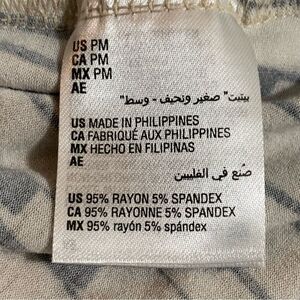 US PM
CA PM
MX PM
AE
بيتيت" صغير ونحيف - وسط"
US MADE IN PHILIPPINES
CA FABRIQUÉ AUX PHILIPPINES
MX HECHO EN FILIPINAS
AE
صُنع في الفلبين
US 95% RAYON 5% SPANDEX
CA 95% RAYONNE 5% SPANDEX
MX 95% rayón 5% spándex